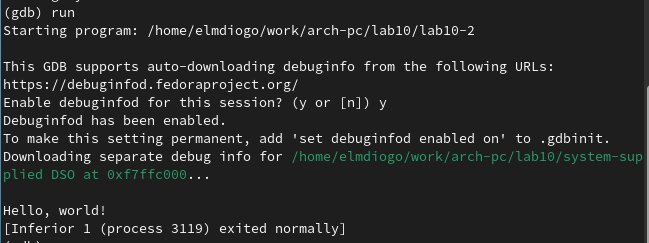 (gdb) run
Starting program: /home/elmdiogo/work/arch-pc/lab10/lab10-2
This GDB supports auto-downloading debuginfo from the following URLs:
https://debuginfod.fedoraproject.org/
Enable debuginfod for this session? (y or [n]) y
Debuginfod has been enabled.
To make this setting permanent, add 'set debuginfod enabled on' to .gdbinit.
Downloading separate debug info for /home/elmdiogo/work/arch-pc/lab10/system-sup
plied DSO at 0xf7ffc000...
Hello, world!
[Inferior 1 (process 3119) exited normally]